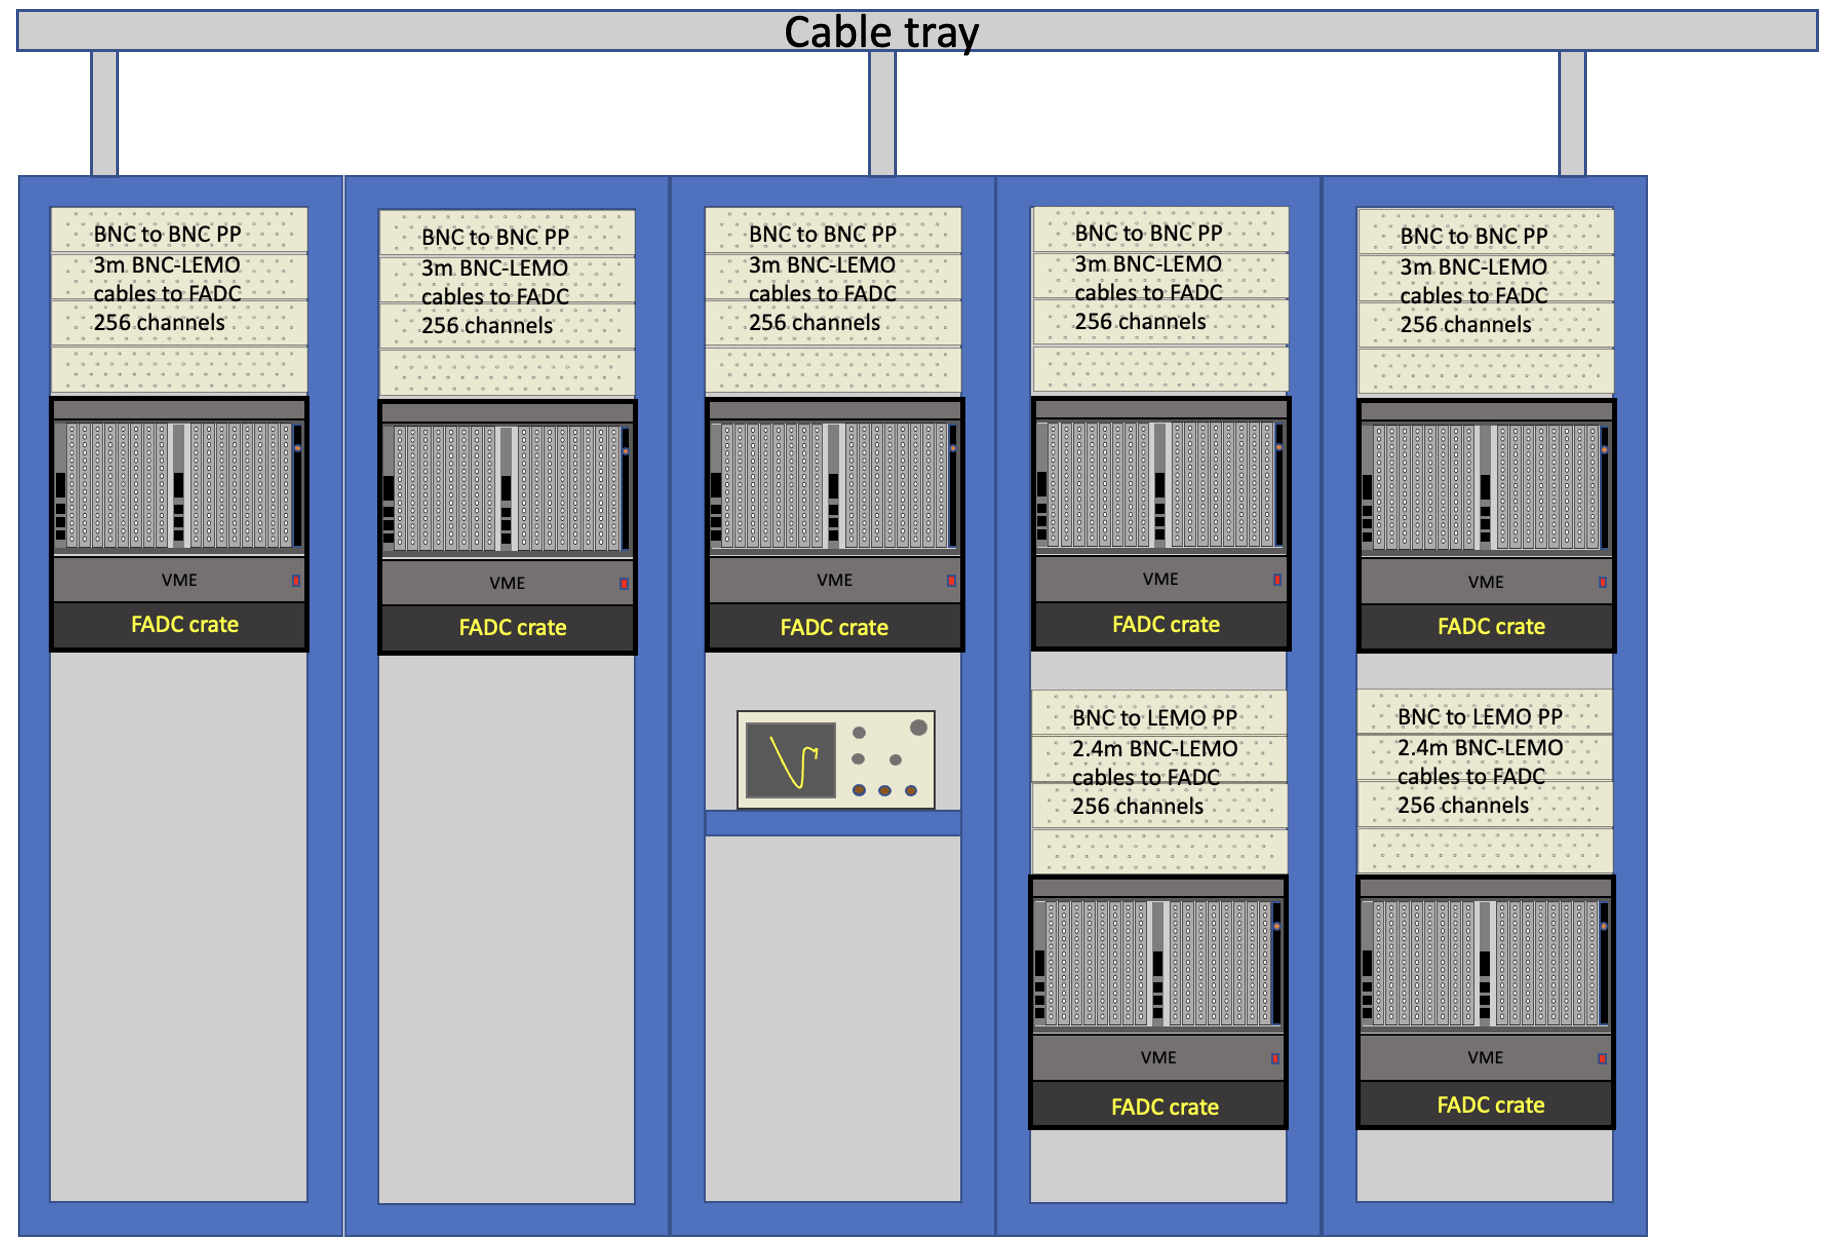 Cable tray
BNC to BNC PP
3m BNC-LEMO
cables to FADC
256 channels
VME
FADC crate
BNC to BNC PP
3m BNC-LEMO
cables to FADC
256 channels
VME
FADC crate
BNC to BNC PP
3m BNC-LEMO
cables to FADC
256 channels
VME
FADC crate
BNC to BNC PP
3m BNC-LEMO
cables to FADC
256 channels
VME
FADC crate
BNC to LEMO PP
2.4m BNC-LEMO
cables to FADC
256 channels
VME
FADC crate
BNC to BNC PP
3m BNC-LEMO
cables to FADC
256 channels
VME
FADC crate
BNC to LEMO PP
2.4m BNC-LEMO
cables to FADC
256 channels
VME
FADC crate